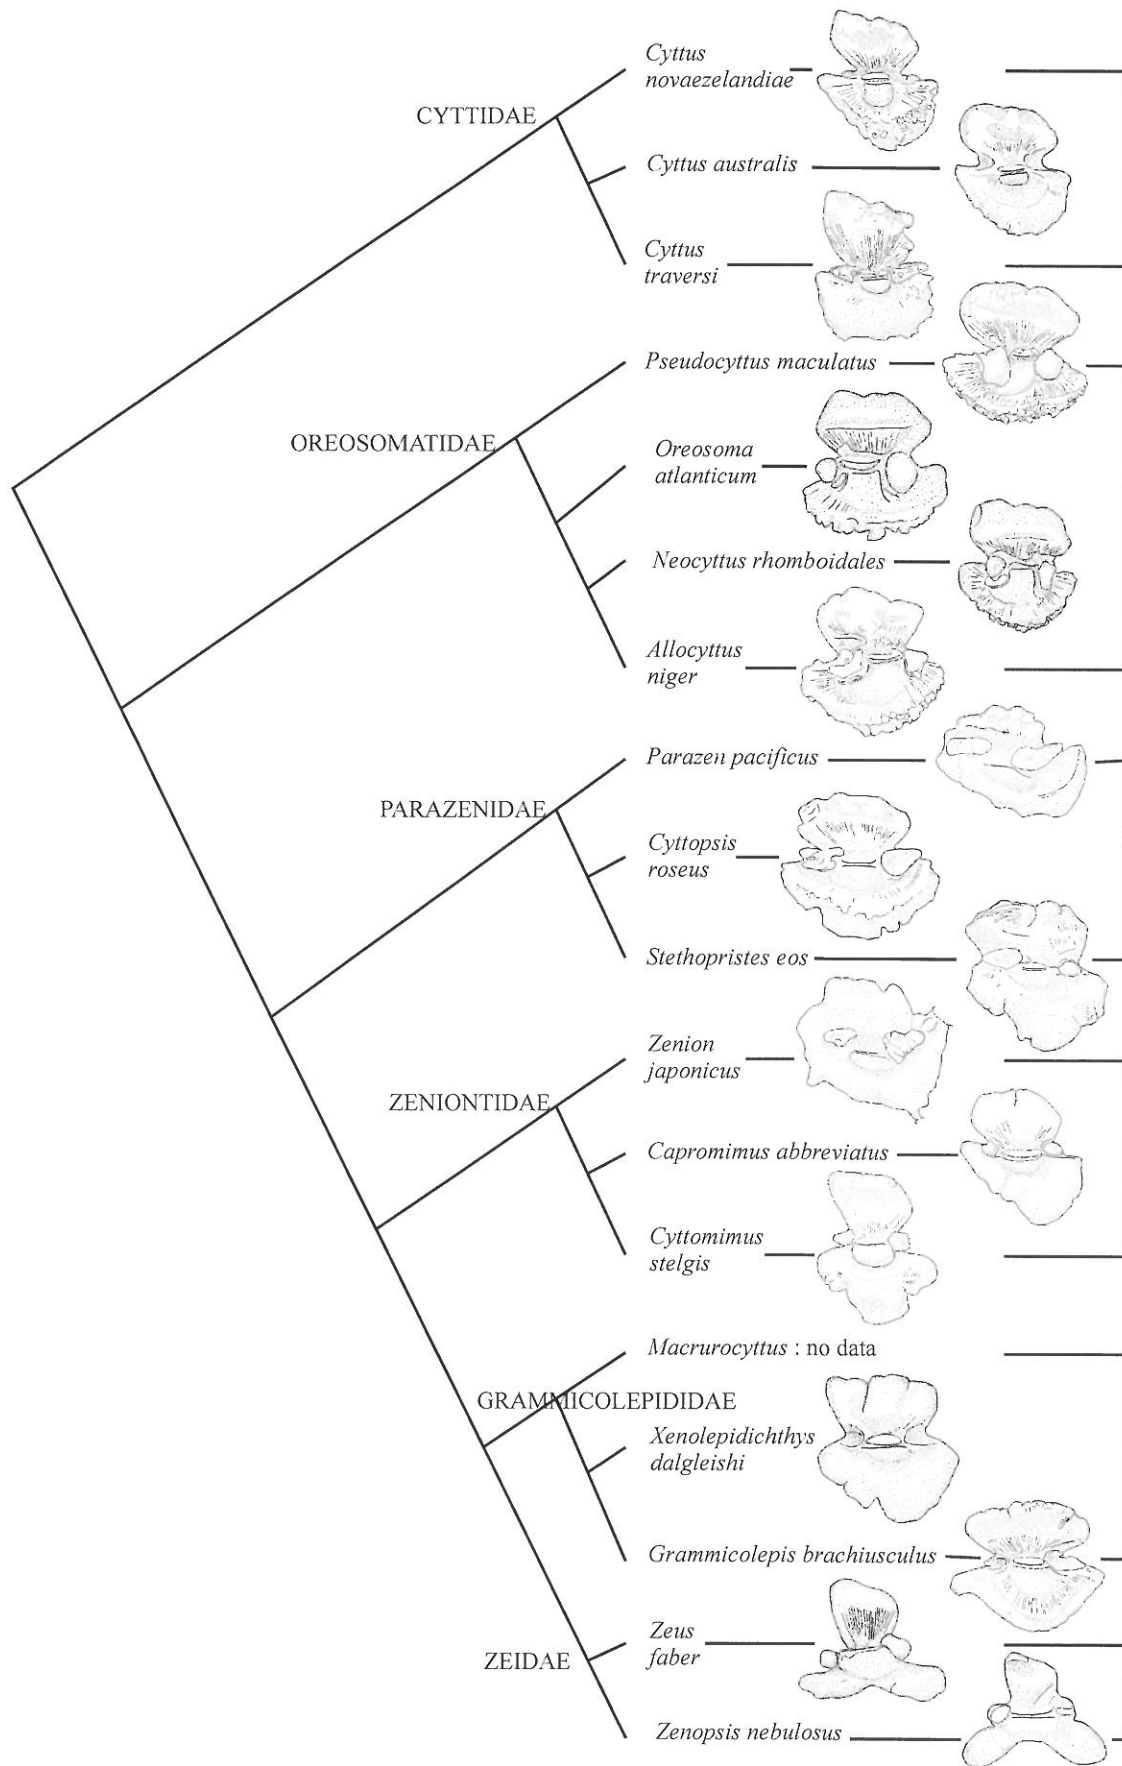 Cyttus
novaezelandiae
CYTTIDAE
Cyttus australis
Cyttus
traversi
Pseudocyttus maculatus
OREOSOMATIDAE
Oreosoma
atlanticum
Neocyttus rhomboidales
Allocyttus
niger
Parazen pacificus
PARAZENIDAE
Cyttopsis
roseus
Stethopristes eos
Zenion
japonicus
ZENIONTIDAE
Capromimus abbreviatus
Cyttomimus
stelgis
Macrurocyttus : no data
GRAMMICOLEPIDIDAE
Xenolepidichthys
dalgleishi
Grammicolepis brachiusculus
Zeus
faber
ZEIDAE
Zenopsis nebulosus